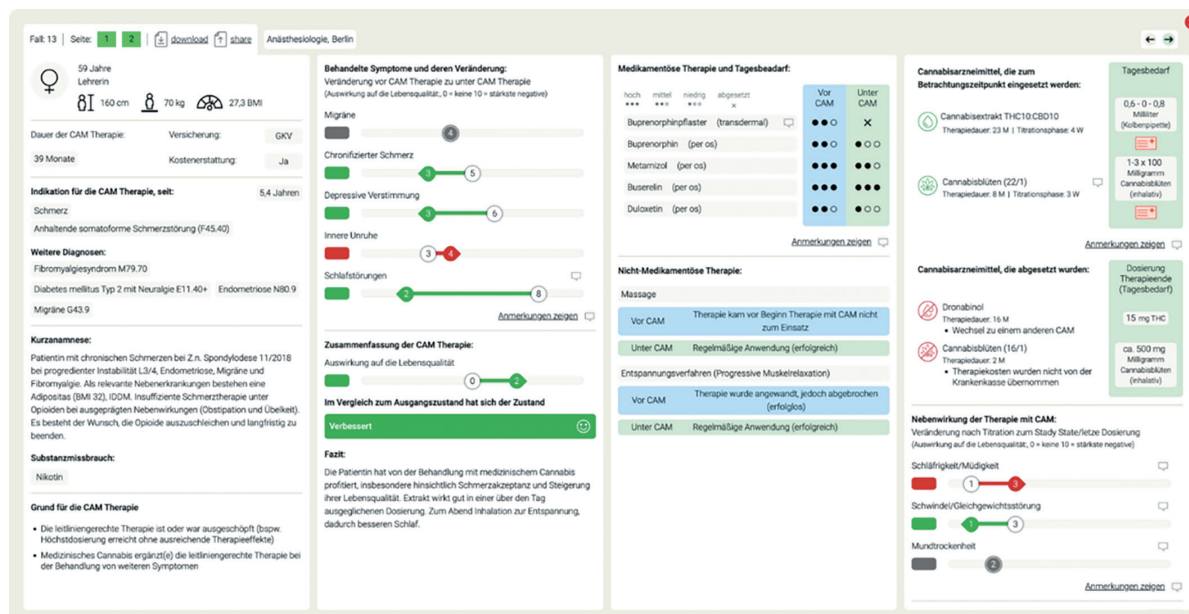 Fall: 13 | Seite: 1 2 | download share Anästhesiologie, Berlin
59 Jahre
Lehrerin
160 cm 70 kg 27,3 BMI
Dauer der CAM Therapie: Versicherung: GKV
39 Monate Kostenerstattung: Ja
Indikation für die CAM Therapie, seit: 5,4 Jahren
Schmerz
Anhaltende somatoforme Schmerzstörung (F45.40)
Weitere Diagnosen:
Fibromyalgiesyndrom M79.70
Diabetes mellitus Typ 2 mit Neuralgie E11.40+ Endometriose N80.9
Migräne G43.9
Kurzanamnese:
Patientin mit chronischen Schmerzen bei Z.n. Spondylodese 11/2018
bei progredienter Instabilität L3/4, Endometriose, Migräne und
Fibromyalgie. Als relevante Nebenerkrankungen bestehen eine
Adipositas (BMI 32), IDDM. Insuffiziente Schmerztherapie unter
Opioiden bei ausgeprägten Nebenwirkungen (Obstipation und Übelkeit).
Es besteht der Wunsch, die Opioide auszuschleichen und langfristig zu
beenden.
Substanzmissbrauch:
Nikotin
Grund für die CAM Therapie
• Die leitliniengerechte Therapie ist oder war ausgeschöpft (bspw.
Höchstdosierung erreicht ohne ausreichende Therapieeffekte)
• Medizinisches Cannabis ergänzt(e) die leitliniengerechte Therapie bei
der Behandlung von weiteren Symptomen
Behandelte Symptome und deren Veränderung:
Veränderung vor CAM Therapie zu unter CAM Therapie
(Auswirkung auf die Lebensqualität, 0 = keine 10 = stärkste negative)
Migräne
4
Chronifizierter Schmerz
3 5
Depressive Verstimmung
3 6
Innere Unruhe
3 4
Schlafstörungen
2 8
Anmerkungen zeigen
Zusammenfassung der CAM Therapie:
Auswirkung auf die Lebensqualität
0 2
Im Vergleich zum Ausgangszustand hat sich der Zustand
Verbessert
Fazit:
Die Patientin hat von der Behandlung mit medizinischem Cannabis
profitiert, insbesondere hinsichtlich Schmerzakzeptanz und Steigerung
ihrer Lebensqualität. Extrakt wirkt gut in einer über den Tag
ausgeglichenen Dosierung. Zum Abend Inhalation zur Entspannung,
dadurch besseren Schlaf.
Medikamentöse Therapie und Tagesbeadarf:
hoch mittel niedrig abgesetzt Vor CAM Unter CAM
Buprenorphinpflaster (transdermal)
Buprenorphin (per os)
Metamizol (per os)
Buserelin (per os)
Duloxetin (per os)
Anmerkungen zeigen
Nicht-Medikamentöse Therapie:
Massage
Vor CAM Therapie kam vor Beginn Therapie mit CAM nicht
zum Einsatz
Unter CAM Regelmäßige Anwendung (erfolgreich)
Entspannungsverfahren (Progressive Muskelrelaxation)
Vor CAM Therapie wurde angewandt, jedoch abgebrochen
(erfolglos)
Unter CAM Regelmäßige Anwendung (erfolgreich)
Cannabisarzneimittel, die zum
Betrachtungszeitpunkt eingesetzt werden:
Tagesbedarf
Cannabisextrakt THC10:CBD10
Therapiedauer: 23 M | Titrationsphase: 4 W
0,6 - 0 - 0,8
Milliliter
(Kolbenpipette)
Cannabisblüten (22/1)
Therapiedauer: 8 M | Titrationsphase: 3 W
1-3 x 100
Milligramm
Cannabisblüten
(inhalativ)
Anmerkungen zeigen
Cannabisarzneimittel, die abgesetzt wurden:
Dosierung
Therapieende
(Tagesbedarf)
Dronabinol
Therapiedauer: 16 M
• Wechsel zu einem anderen CAM
15 mg THC
Cannabisblüten (16/1)
Therapiedauer: 2 M
• Therapiekosten wurden nicht von der
Krankenkasse übernommen
ca. 500 mg
Milligramm
Cannabisblüten
(inhalativ)
Nebenwirkung der Therapie mit CAM:
Veränderung nach Titration zum Stady State/letze Dosierung
(Auswirkung auf die Lebensqualität, 0 = keine 10 = stärkste negative)
Schläfrigkeit/Müdigkeit
1 3
Schwindel/Gleichgewichtsstörung
1 3
Mundtrockenheit
2
Anmerkungen zeigen